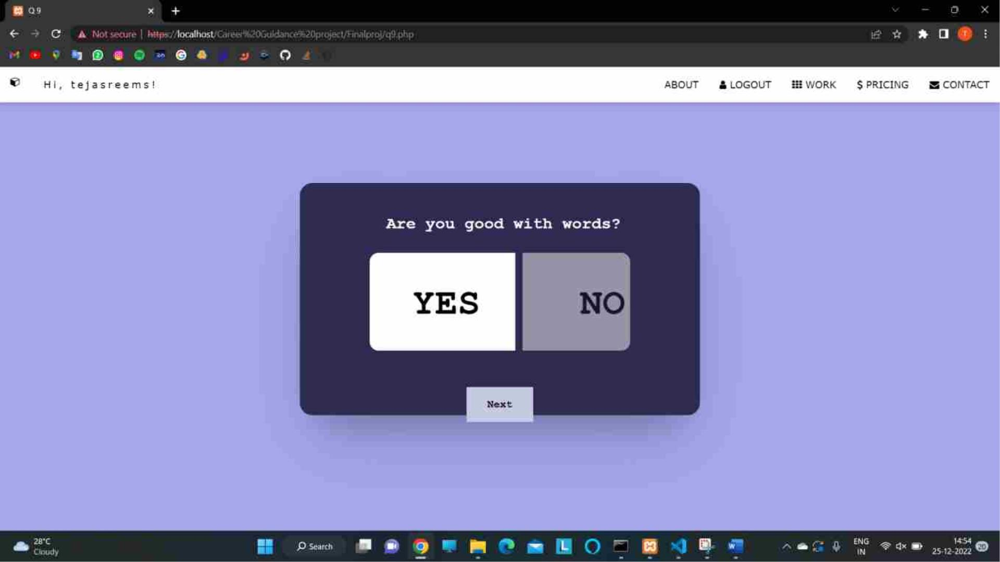 Q 9
Not secure | https://localhost/Career%20Guidance%20project/Finalproj/q9.php
Hi, tejasreems!
ABOUT LOGOUT WORK $ PRICING CONTACT
Are you good with words?
YES NO
Next
28°C
Cloudy
Search
ENG
IN
14:54
25-12-2022